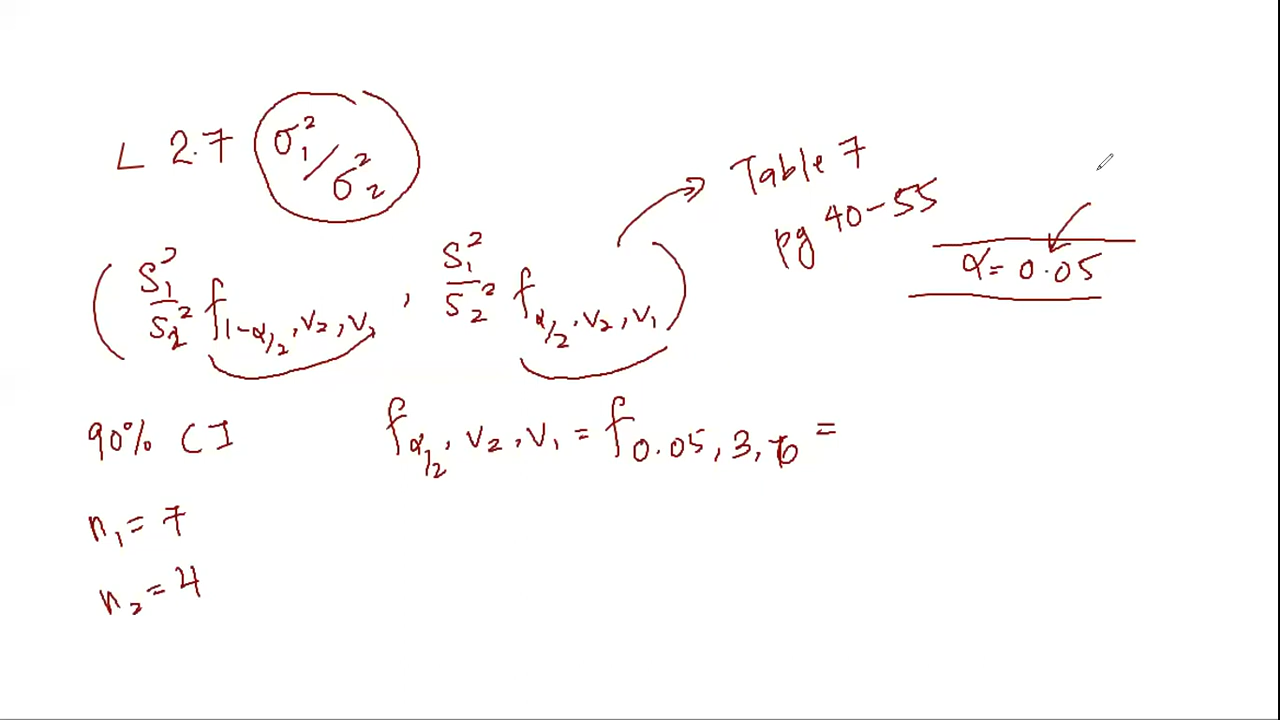 L 2.7 σ₁²/σ₂²
Table 7
pg 40-55
α = 0.05
( S₁²/S₂² f₁₋α/₂, v₂, v₁ , S₁²/S₂² fα/₂, v₂, v₁ )
90% CI
fα/₂, v₂, v₁ = f₀.₀₅, ₃, ₆ =
n₁ = 7
n₂ = 4